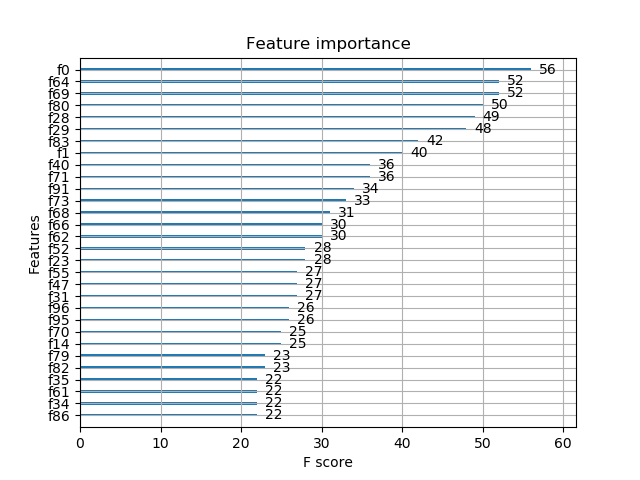 Feature importance
Features
f0 56
f64 52
f69 52
f80 50
f28 49
f29 48
f83 42
f1 40
f40 36
f71 36
f91 34
f73 33
f68 31
f66 30
f62 30
f52 28
f23 28
f55 27
f47 27
f31 27
f96 26
f95 26
f70 25
f14 25
f79 23
f82 23
f35 22
f61 22
f34 22
f86 22
0 10 20 30 40 50 60
F score